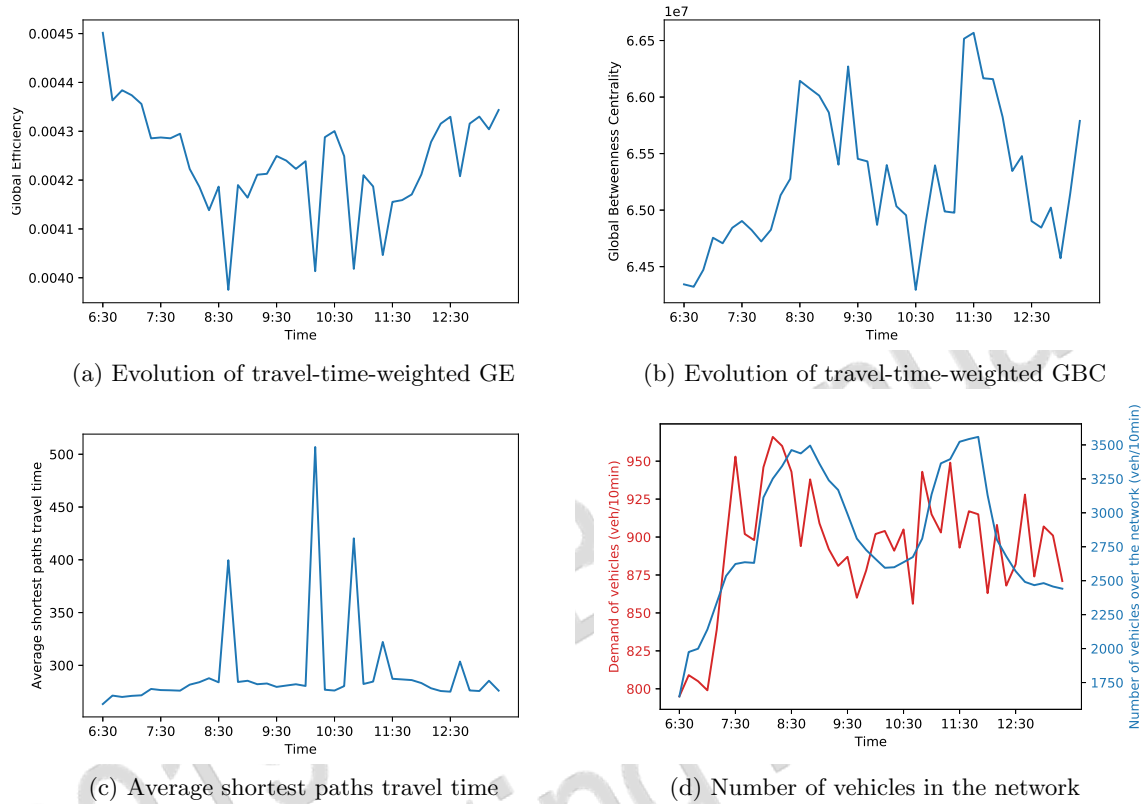 0.0045
0.0044
0.0043
0.0042
0.0041
0.0040
Global Efficiency
6:30 7:30 8:30 9:30 10:30 11:30 12:30
Time
(a) Evolution of travel-time-weighted GE
1e7
6.65
6.60
6.55
6.50
6.45
Global Betweenness Centrality
6:30 7:30 8:30 9:30 10:30 11:30 12:30
Time
(b) Evolution of travel-time-weighted GBC
500
450
400
350
300
Average shortest paths travel time
6:30 7:30 8:30 9:30 10:30 11:30 12:30
Time
(c) Average shortest paths travel time
950
925
900
875
850
825
800
Demand of vehicles (veh/10min)
3500
3250
3000
2750
2500
2250
2000
1750
Number of vehicles over the network (veh/10min)
6:30 7:30 8:30 9:30 10:30 11:30 12:30
Time
(d) Number of vehicles in the network